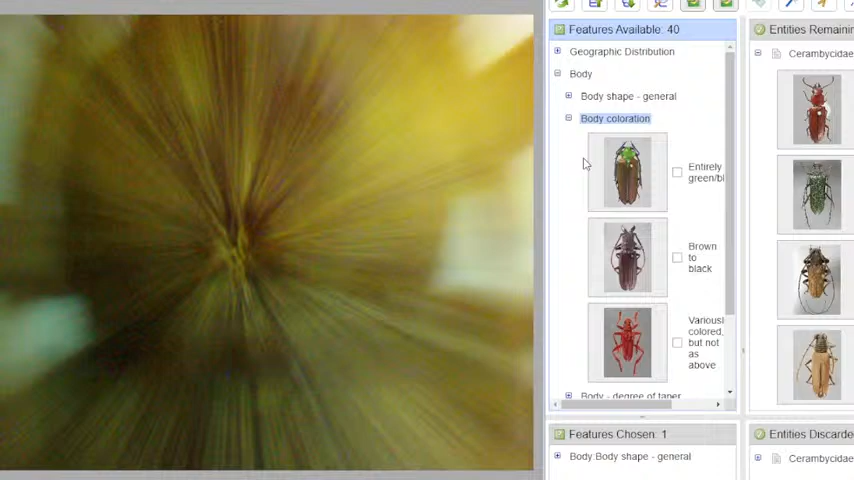 Features Available: 40
Geographic Distribution
Body
Body shape - general
Body coloration
Entirely
green/bl
Brown
to
black
Various
colored,
but not
as
above
Body - degree of taper
Features Chosen: 1
Body Body shape - general
Entities Remainin
Cerambycidae
Entities Discarde
Cerambycidae